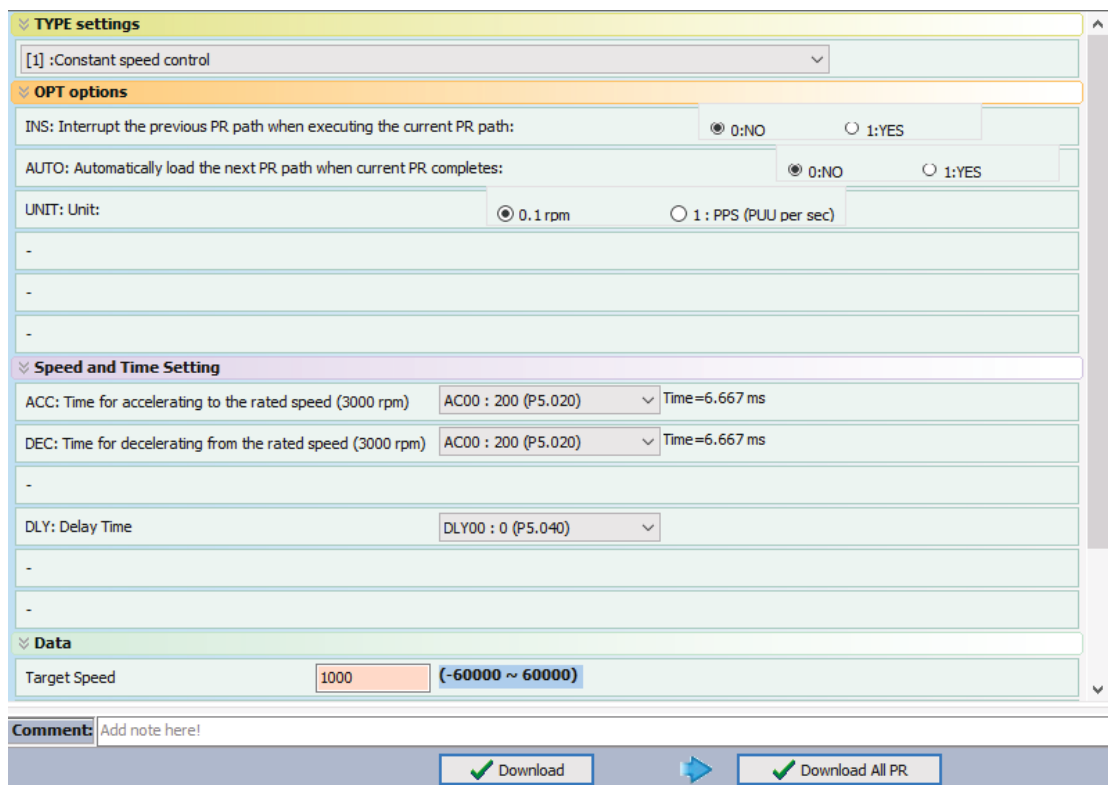 TYPE settings
[1] :Constant speed control
OPT options
INS: Interrupt the previous PR path when executing the current PR path: 0:NO 1:YES
AUTO: Automatically load the next PR path when current PR completes: 0:NO 1:YES
UNIT: Unit: 0.1 rpm 1 : PPS (PUU per sec)
-
-
-
Speed and Time Setting
ACC: Time for accelerating to the rated speed (3000 rpm) AC00 : 200 (P5.020) Time=6.667 ms
DEC: Time for decelerating from the rated speed (3000 rpm) AC00 : 200 (P5.020) Time=6.667 ms
-
DLY: Delay Time DLY00 : 0 (P5.040)
-
-
Data
Target Speed 1000 (-60000 ~ 60000)
Comment: Add note here!
Download Download All PR